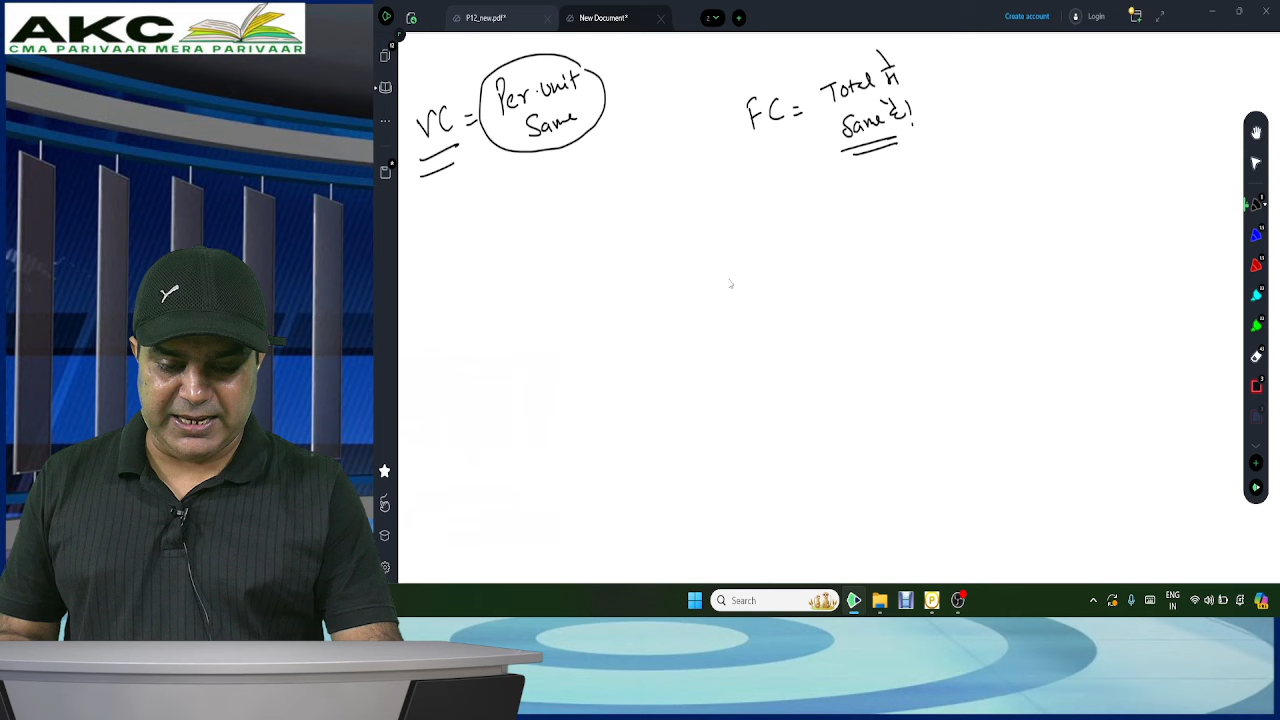 AKC
CMA PARIVAAR MERA PARIVAAR
P12_new.pdf*
New Document*
2
Create account
Login
VC = Per unit
Same
FC = Total में
Same है!
Search
ENG
IN